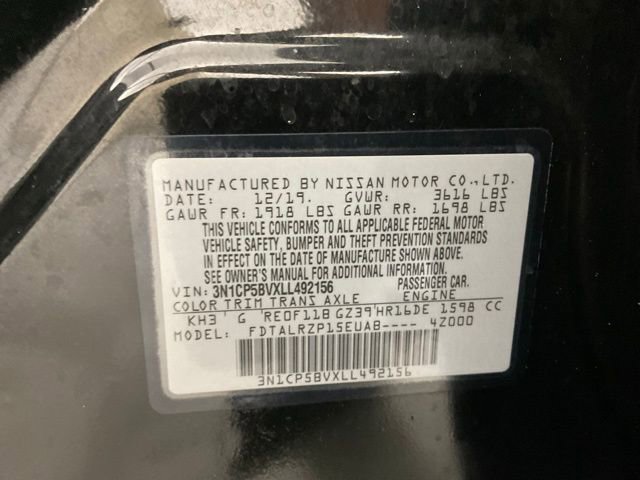 MANUFACTURED BY NISSAN MOTOR CO.,LTD.
DATE: 12/19. GVWR: 3616 LBS
GAWR FR: 1918 LBS GAWR RR: 1698 LBS
THIS VEHICLE CONFORMS TO ALL APPLICABLE FEDERAL MOTOR
VEHICLE SAFETY, BUMPER AND THEFT PREVENTION STANDARDS
IN EFFECT ON THE DATE OF MANUFACTURE SHOWN ABOVE.
SEE OWNER'S MANUAL FOR ADDITIONAL INFORMATION.
VIN: 3N1CP5BVXLL492156 PASSENGER CAR.
COLOR TRIM TRANS AXLE ENGINE
KH3 ' G 'RE0F11B GZ39'HR16DE 1598 CC
FDTALRZP15EUAB---- 4Z000
3N1CP5BVXLL492156